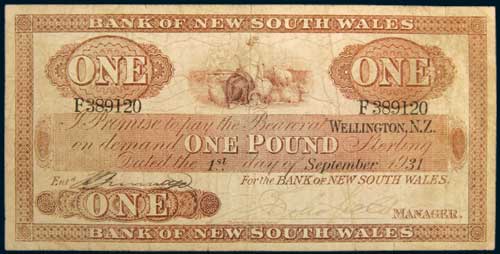 BANK OF NEW SOUTH WALES
ONE ONE
F389120 F389120
I Promise to pay the Bearer WELLINGTON, N.Z.
on demand ONE POUND Sterling
Dated the 1st day of September 1931
Entd. For the BANK OF NEW SOUTH WALES.
ONE
MANAGER.
BANK OF NEW SOUTH WALES